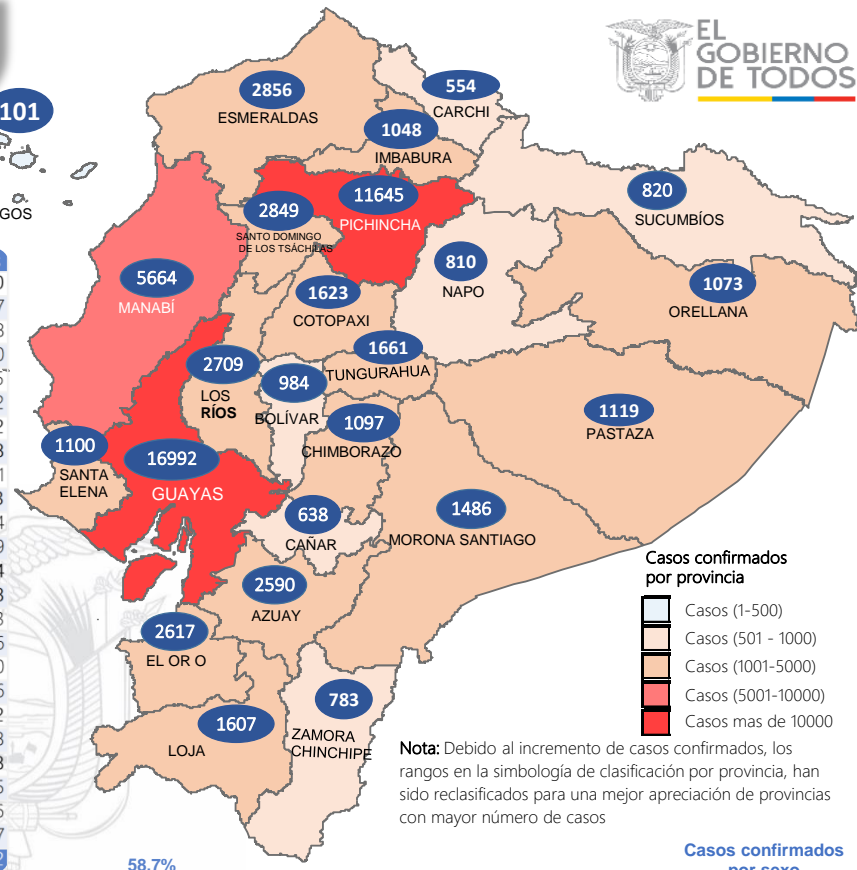 EL
GOBIERNO
DE TODOS
101
GOS
2856
ESMERALDAS
554
CARCHI
1048
IMBABURA
11645
PICHINCHA
2849
SANTO DOMINGO
DE LOS TSÁCHILAS
820
SUCUMBÍOS
810
NAPO
1073
ORELLANA
5664
MANABÍ
1623
COTOPAXI
1661
TUNGURAHUA
2709
LOS
RÍOS
984
BOLÍVAR
1097
CHIMBORAZO
1119
PASTAZA
1100
SANTA
ELENA
16992
GUAYAS
638
CAÑAR
1486
MORONA SANTIAGO
2590
AZUAY
2617
EL OR O
1607
LOJA
783
ZAMORA
CHINCHIPE
Casos confirmados
por provincia
Casos (1-500)
Casos (501 - 1000)
Casos (1001-5000)
Casos (5001-10000)
Casos mas de 10000
Nota: Debido al incremento de casos confirmados, los
rangos en la simbología de clasificación por provincia, han
sido reclasificados para una mejor apreciación de provincias
con mayor número de casos
58.7%
Casos confirmados
por sexo